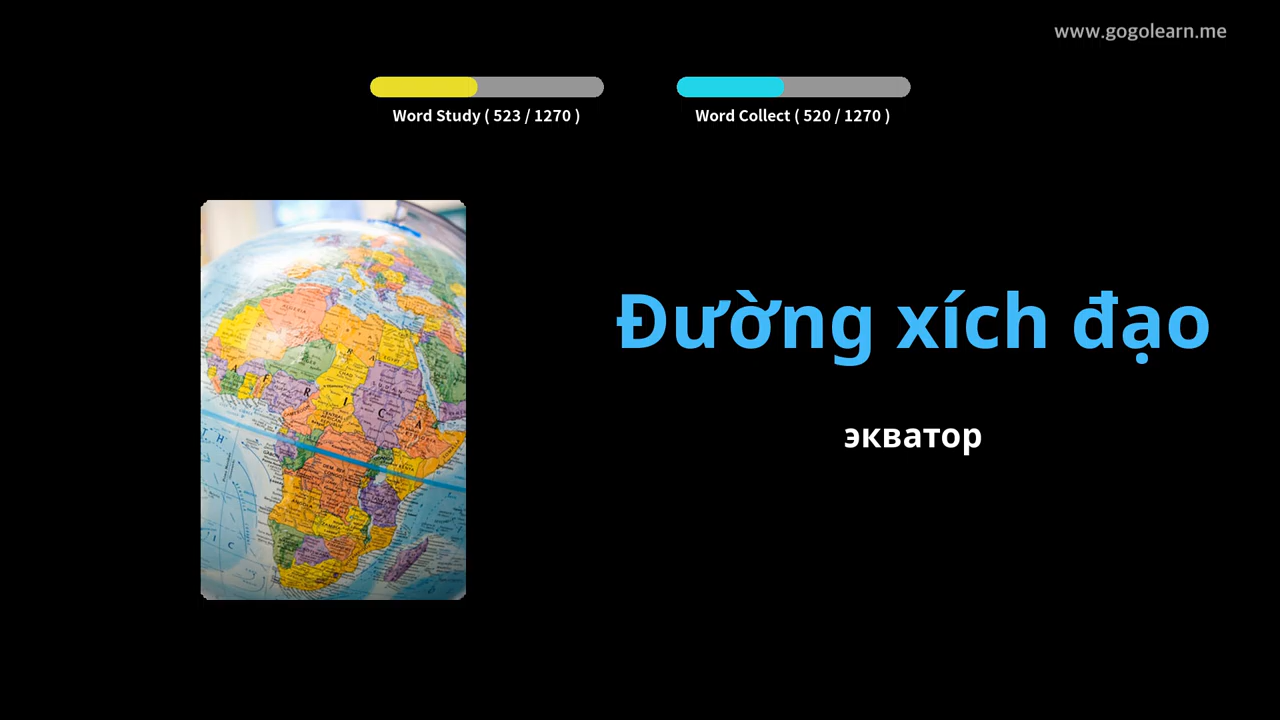 www.gogolearn.me
Word Study ( 523 / 1270 )
Word Collect ( 520 / 1270 )
Đường xích đạo
экватор
A F R I C A